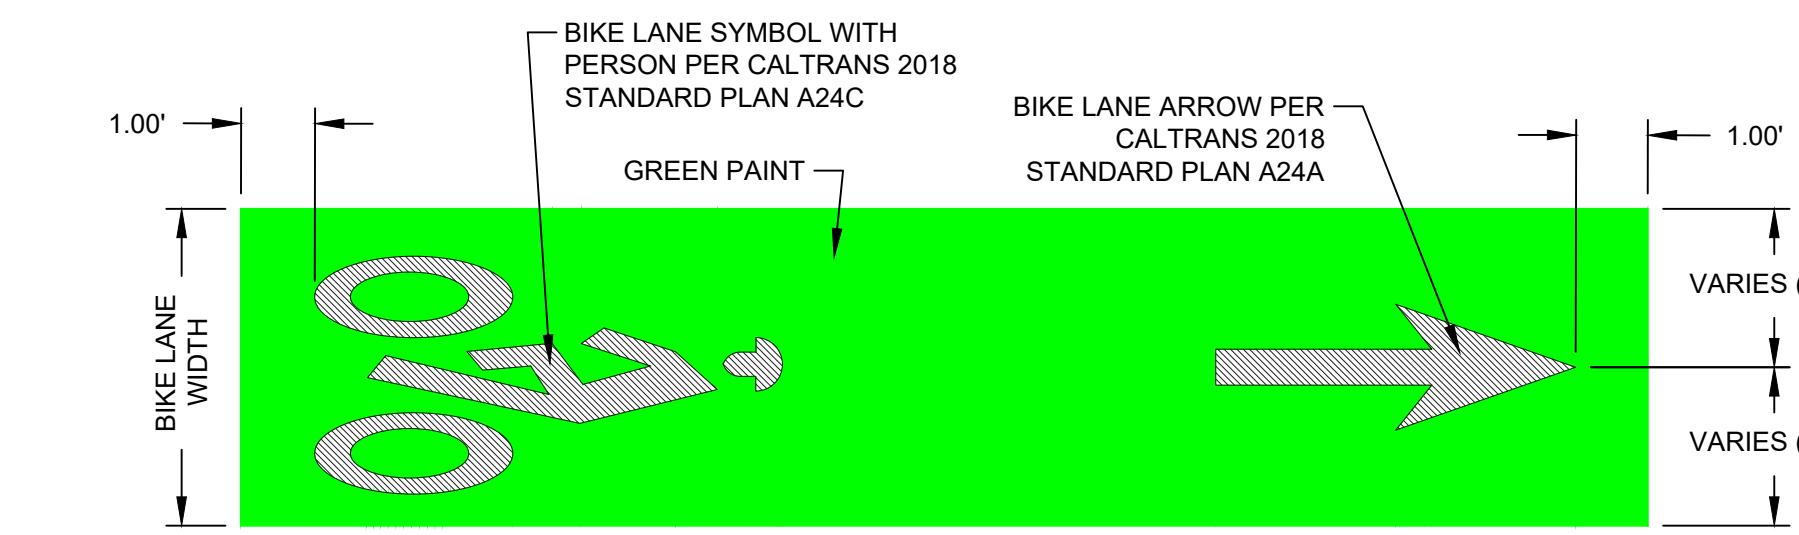 BIKE LANE SYMBOL WITH
PERSON PER CALTRANS 2018
STANDARD PLAN A24C
BIKE LANE ARROW PER
CALTRANS 2018
STANDARD PLAN A24A
1.00'
1.00'
GREEN PAINT
BIKE LANE
WIDTH
VARIES (
VARIES (